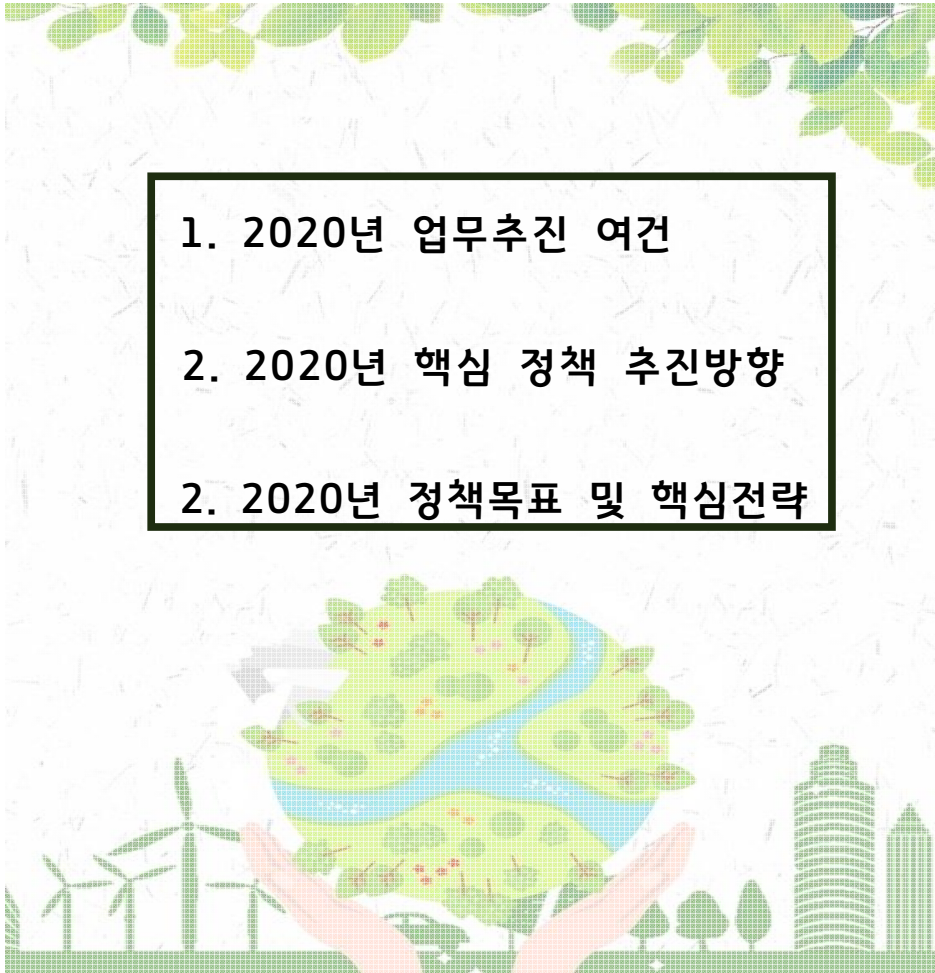 1. 2020년 업무추진 여건
2. 2020년 핵심 정책 추진방향
2. 2020년 정책목표 및 핵심전략